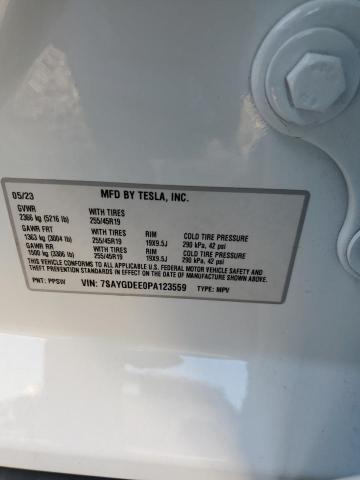 05/23 MFD BY TESLA, INC.
GVWR WITH TIRES
2366 kg (5216 lb) 255/45R19
GAWR FRT WITH TIRES RIM COLD TIRE PRESSURE
1363 kg (3004 lb) 255/45R19 19X9.5J 290 kPa, 42 psi
GAWR RR WITH TIRES RIM COLD TIRE PRESSURE
1500 kg (3306 lb) 255/45R19 19X9.5J 290 kPa, 42 psi
THIS VEHICLE CONFORMS TO ALL APPLICABLE U.S. FEDERAL MOTOR VEHICLE SAFETY AND
THEFT PREVENTION STANDARDS IN EFFECT ON THE DATE OF MANUFACTURE SHOWN ABOVE.
PNT: PPSW VIN: 7SAYGDEE0PA123559 TYPE: MPV